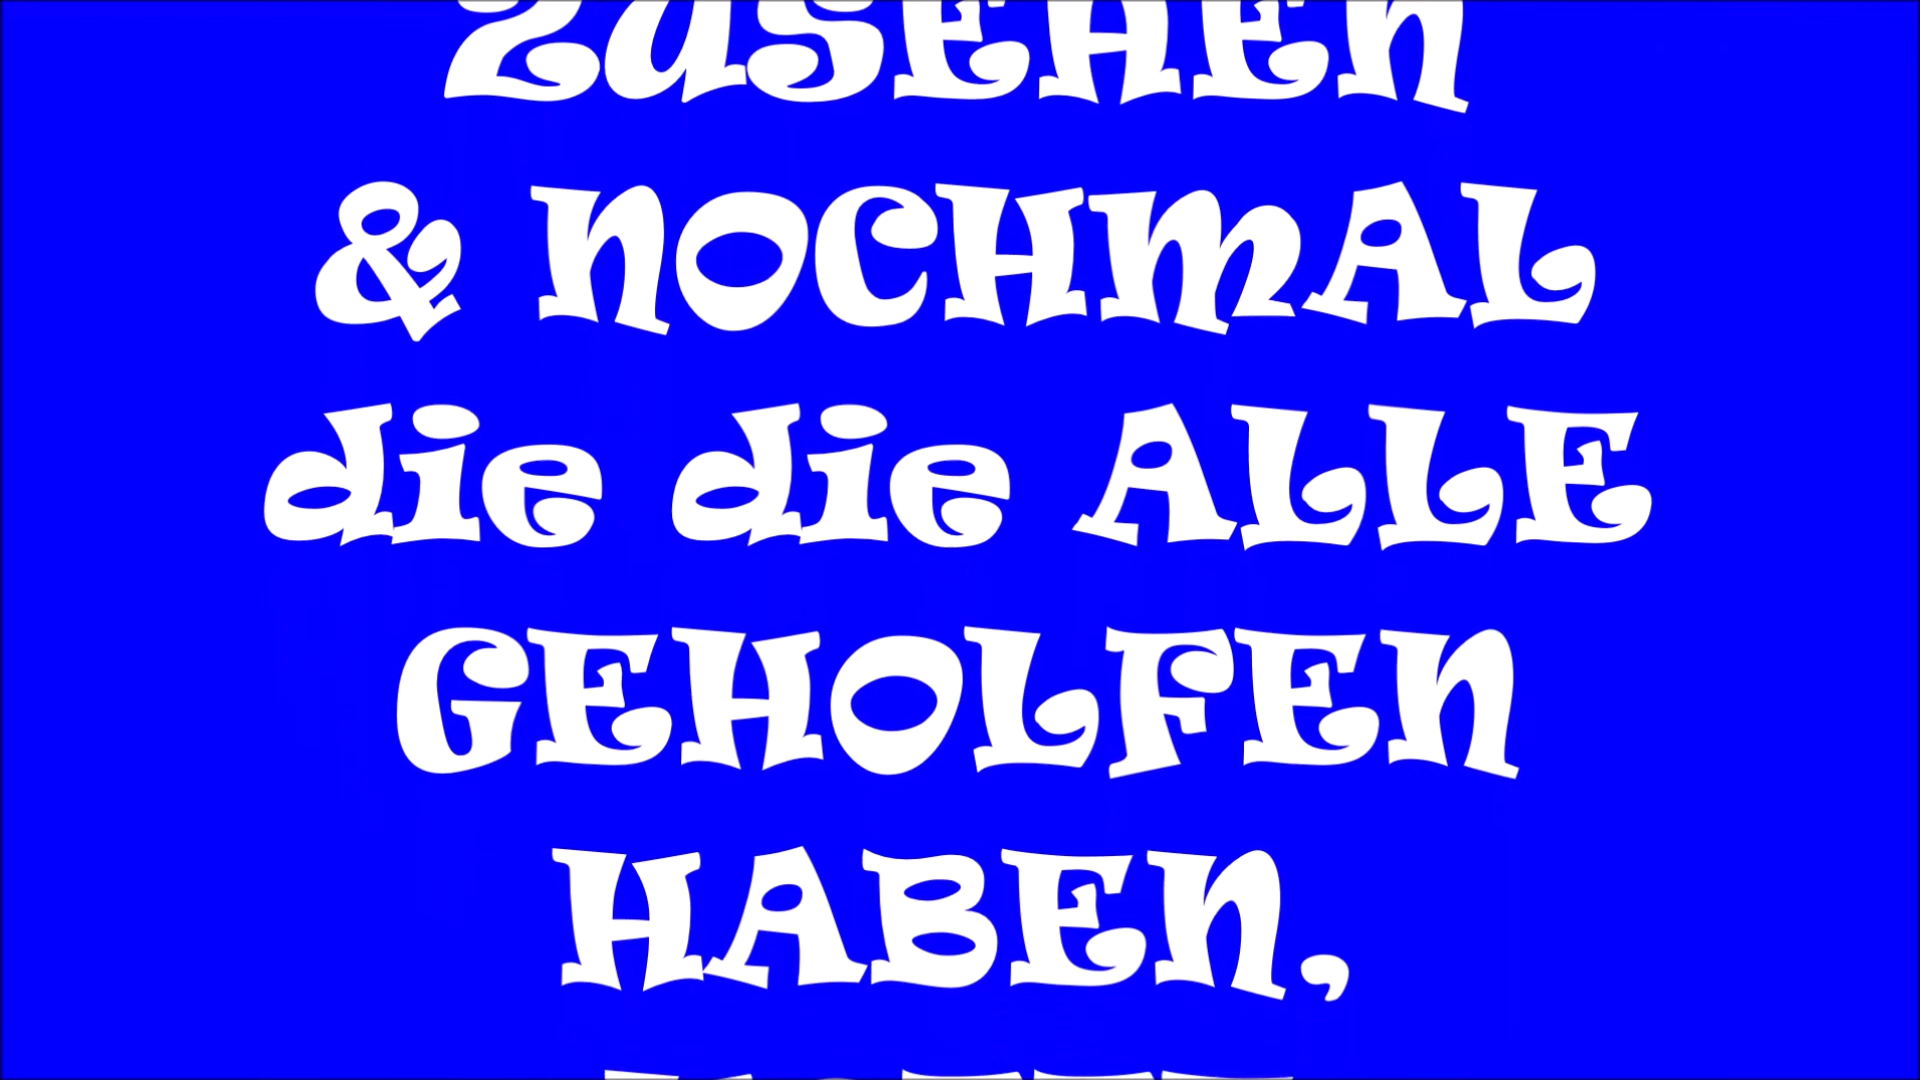 ZUSEHEN
& NOCHMAL
die die ALLE
GEHOLFEN
HABEN,